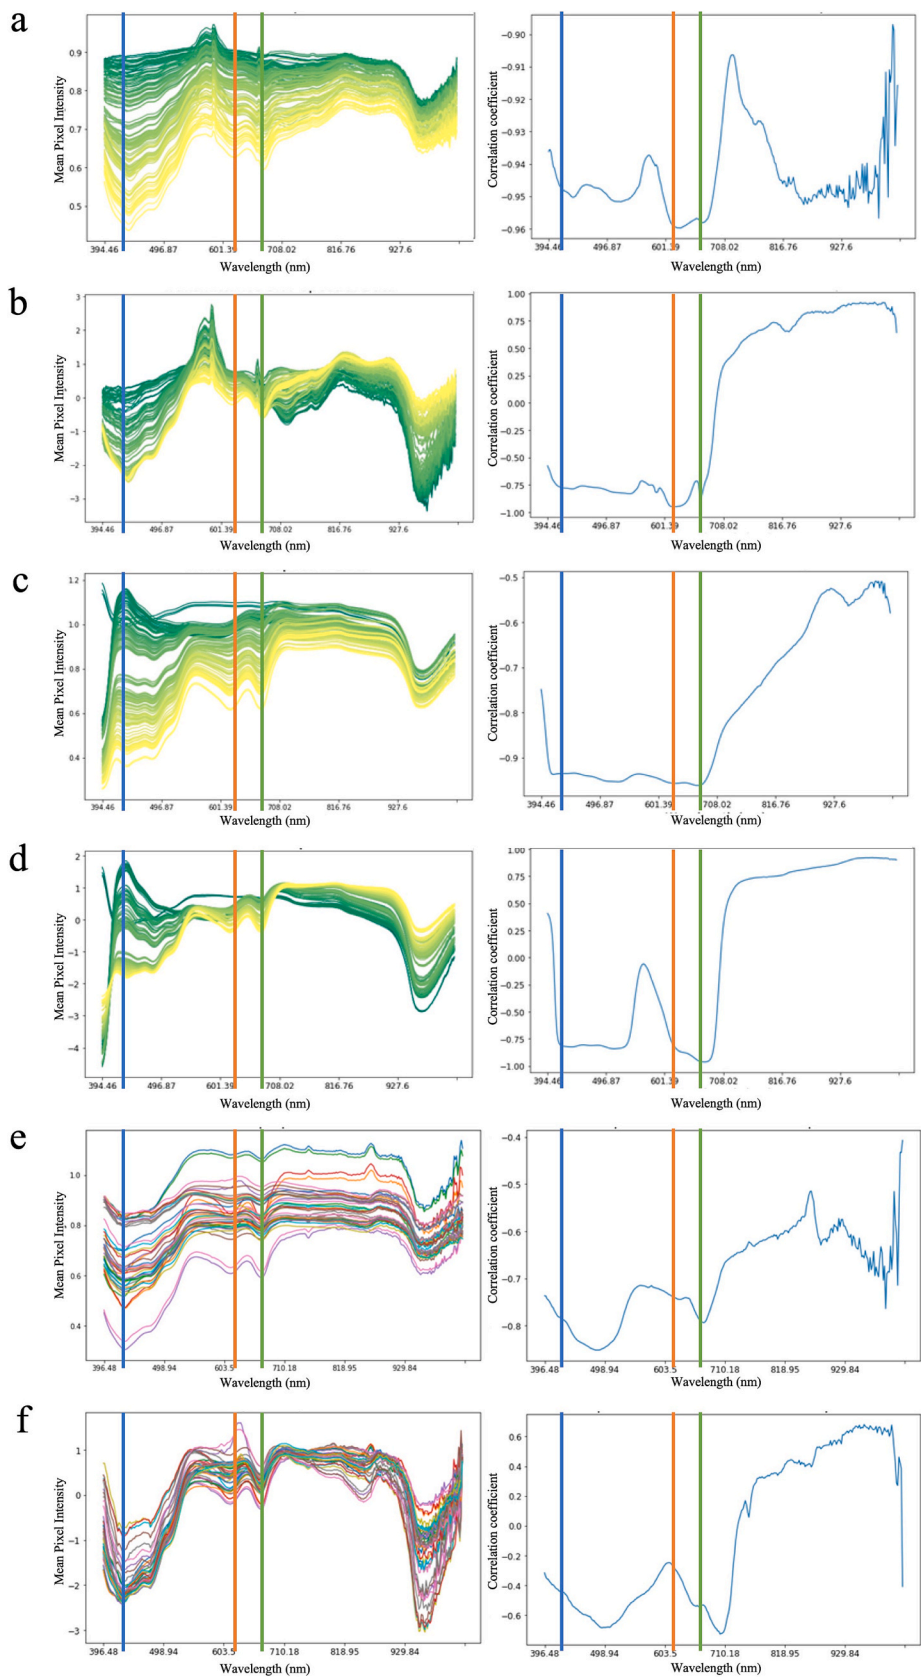 a
Mean Pixel Intensity
0.9
0.8
0.7
0.6
0.5
394.46 496.87 601.39 708.02 816.76 927.6
Wavelength (nm)
Correlation coefficient
−0.90
−0.91
−0.92
−0.93
−0.94
−0.95
−0.96
394.46 496.87 601.39 708.02 816.76 927.6
Wavelength (nm)
b
Mean Pixel Intensity
3
2
1
0
−1
−2
−3
394.46 496.87 601.39 708.02 816.76 927.6
Wavelength (nm)
Correlation coefficient
1.00
0.75
0.50
0.25
0.00
−0.25
−0.50
−0.75
−1.00
394.46 496.87 601.39 708.02 816.76 927.6
Wavelength (nm)
c
Mean Pixel Intensity
1.2
1.0
0.8
0.6
0.4
394.46 496.87 601.39 708.02 816.76 927.6
Wavelength (nm)
Correlation coefficient
−0.5
−0.6
−0.7
−0.8
−0.9
394.46 496.87 601.39 708.02 816.76 927.6
Wavelength (nm)
d
Mean Pixel Intensity
2
1
0
−1
−2
−3
−4
394.46 496.87 601.39 708.02 816.76 927.6
Wavelength (nm)
Correlation coefficient
1.00
0.75
0.50
0.25
0.00
−0.25
−0.50
−0.75
−1.00
394.46 496.87 601.39 708.02 816.76 927.6
Wavelength (nm)
e
Mean Pixel Intensity
1.0
0.8
0.6
0.4
396.48 498.94 603.5 710.18 818.95 929.84
Wavelength (nm)
Correlation coefficient
−0.4
−0.5
−0.6
−0.7
−0.8
396.48 498.94 603.5 710.18 818.95 929.84
Wavelength (nm)
f
Mean Pixel Intensity
1
0
−1
−2
−3
396.48 498.94 603.5 710.18 818.95 929.84
Wavelength (nm)
Correlation coefficient
0.6
0.4
0.2
0.0
−0.2
−0.4
−0.6
396.48 498.94 603.5 710.18 818.95 929.84
Wavelength (nm)